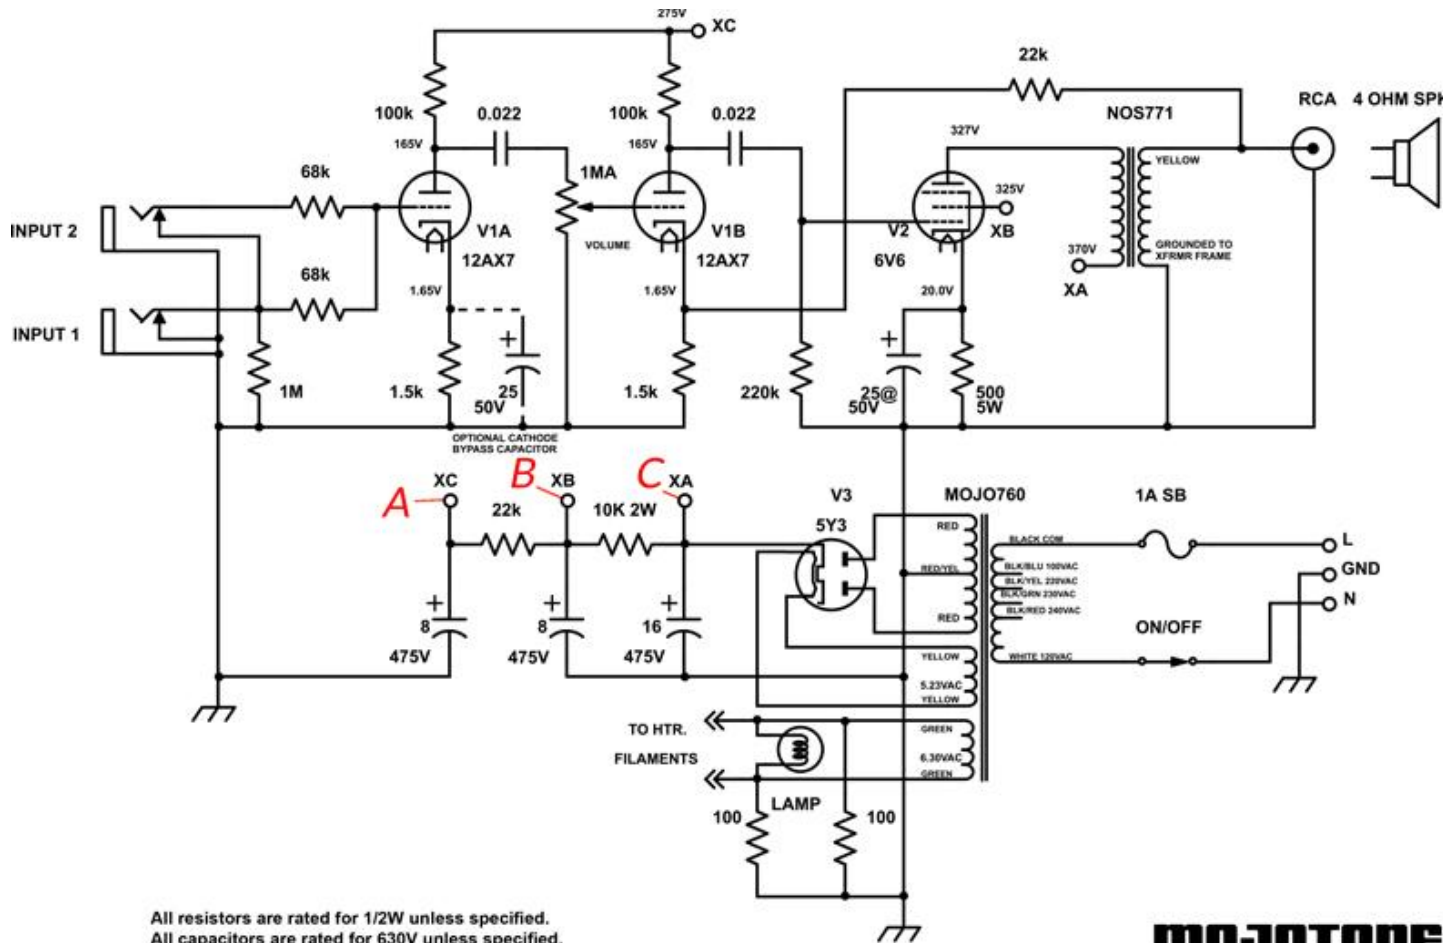 275V
XC
22k
RCA 4 OHM SPK
100k
0.022
100k
0.022
NOS771
327V
165V
165V
YELLOW
68k
1MA
325V
INPUT 2
V1A
VOLUME
V1B
V2
XB
12AX7
12AX7
6V6
370V
GROUNDED TO
XFRMR FRAME
68k
1.65V
1.65V
20.0V
XA
INPUT 1
+
+
1M
1.5k
25
50V
1.5k
220k
25@
50V
500
5W
OPTIONAL CATHODE
BYPASS CAPACITOR
A
XC
B
XB
C
XA
V3
MOJO760
1A SB
22k
10K 2W
5Y3
RED
BLACK COM
L
RED/YEL
BLK/BLU 100VAC
GND
BLK/YEL 220VAC
BLK/GRN 230VAC
BLK/RED 240VAC
N
+
+
+
8
8
16
RED
ON/OFF
475V
475V
475V
YELLOW
WHITE 120VAC
5.23VAC
YELLOW
TO HTR.
FILAMENTS
GREEN
6.30VAC
GREEN
LAMP
100
100
All resistors are rated for 1/2W unless specified.
All capacitors are rated for 630V unless specified.
MOJOTONE